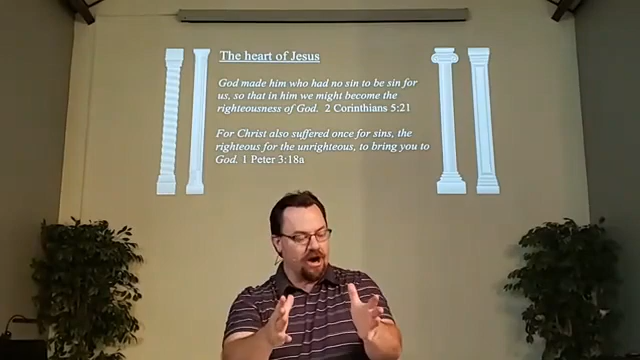 The heart of Jesus
God made him who had no sin to be sin for
us, so that in him we might become the
righteousness of God. 2 Corinthians 5:21
For Christ also suffered once for sins, the
righteous for the unrighteous, to bring you to
God. 1 Peter 3:18a